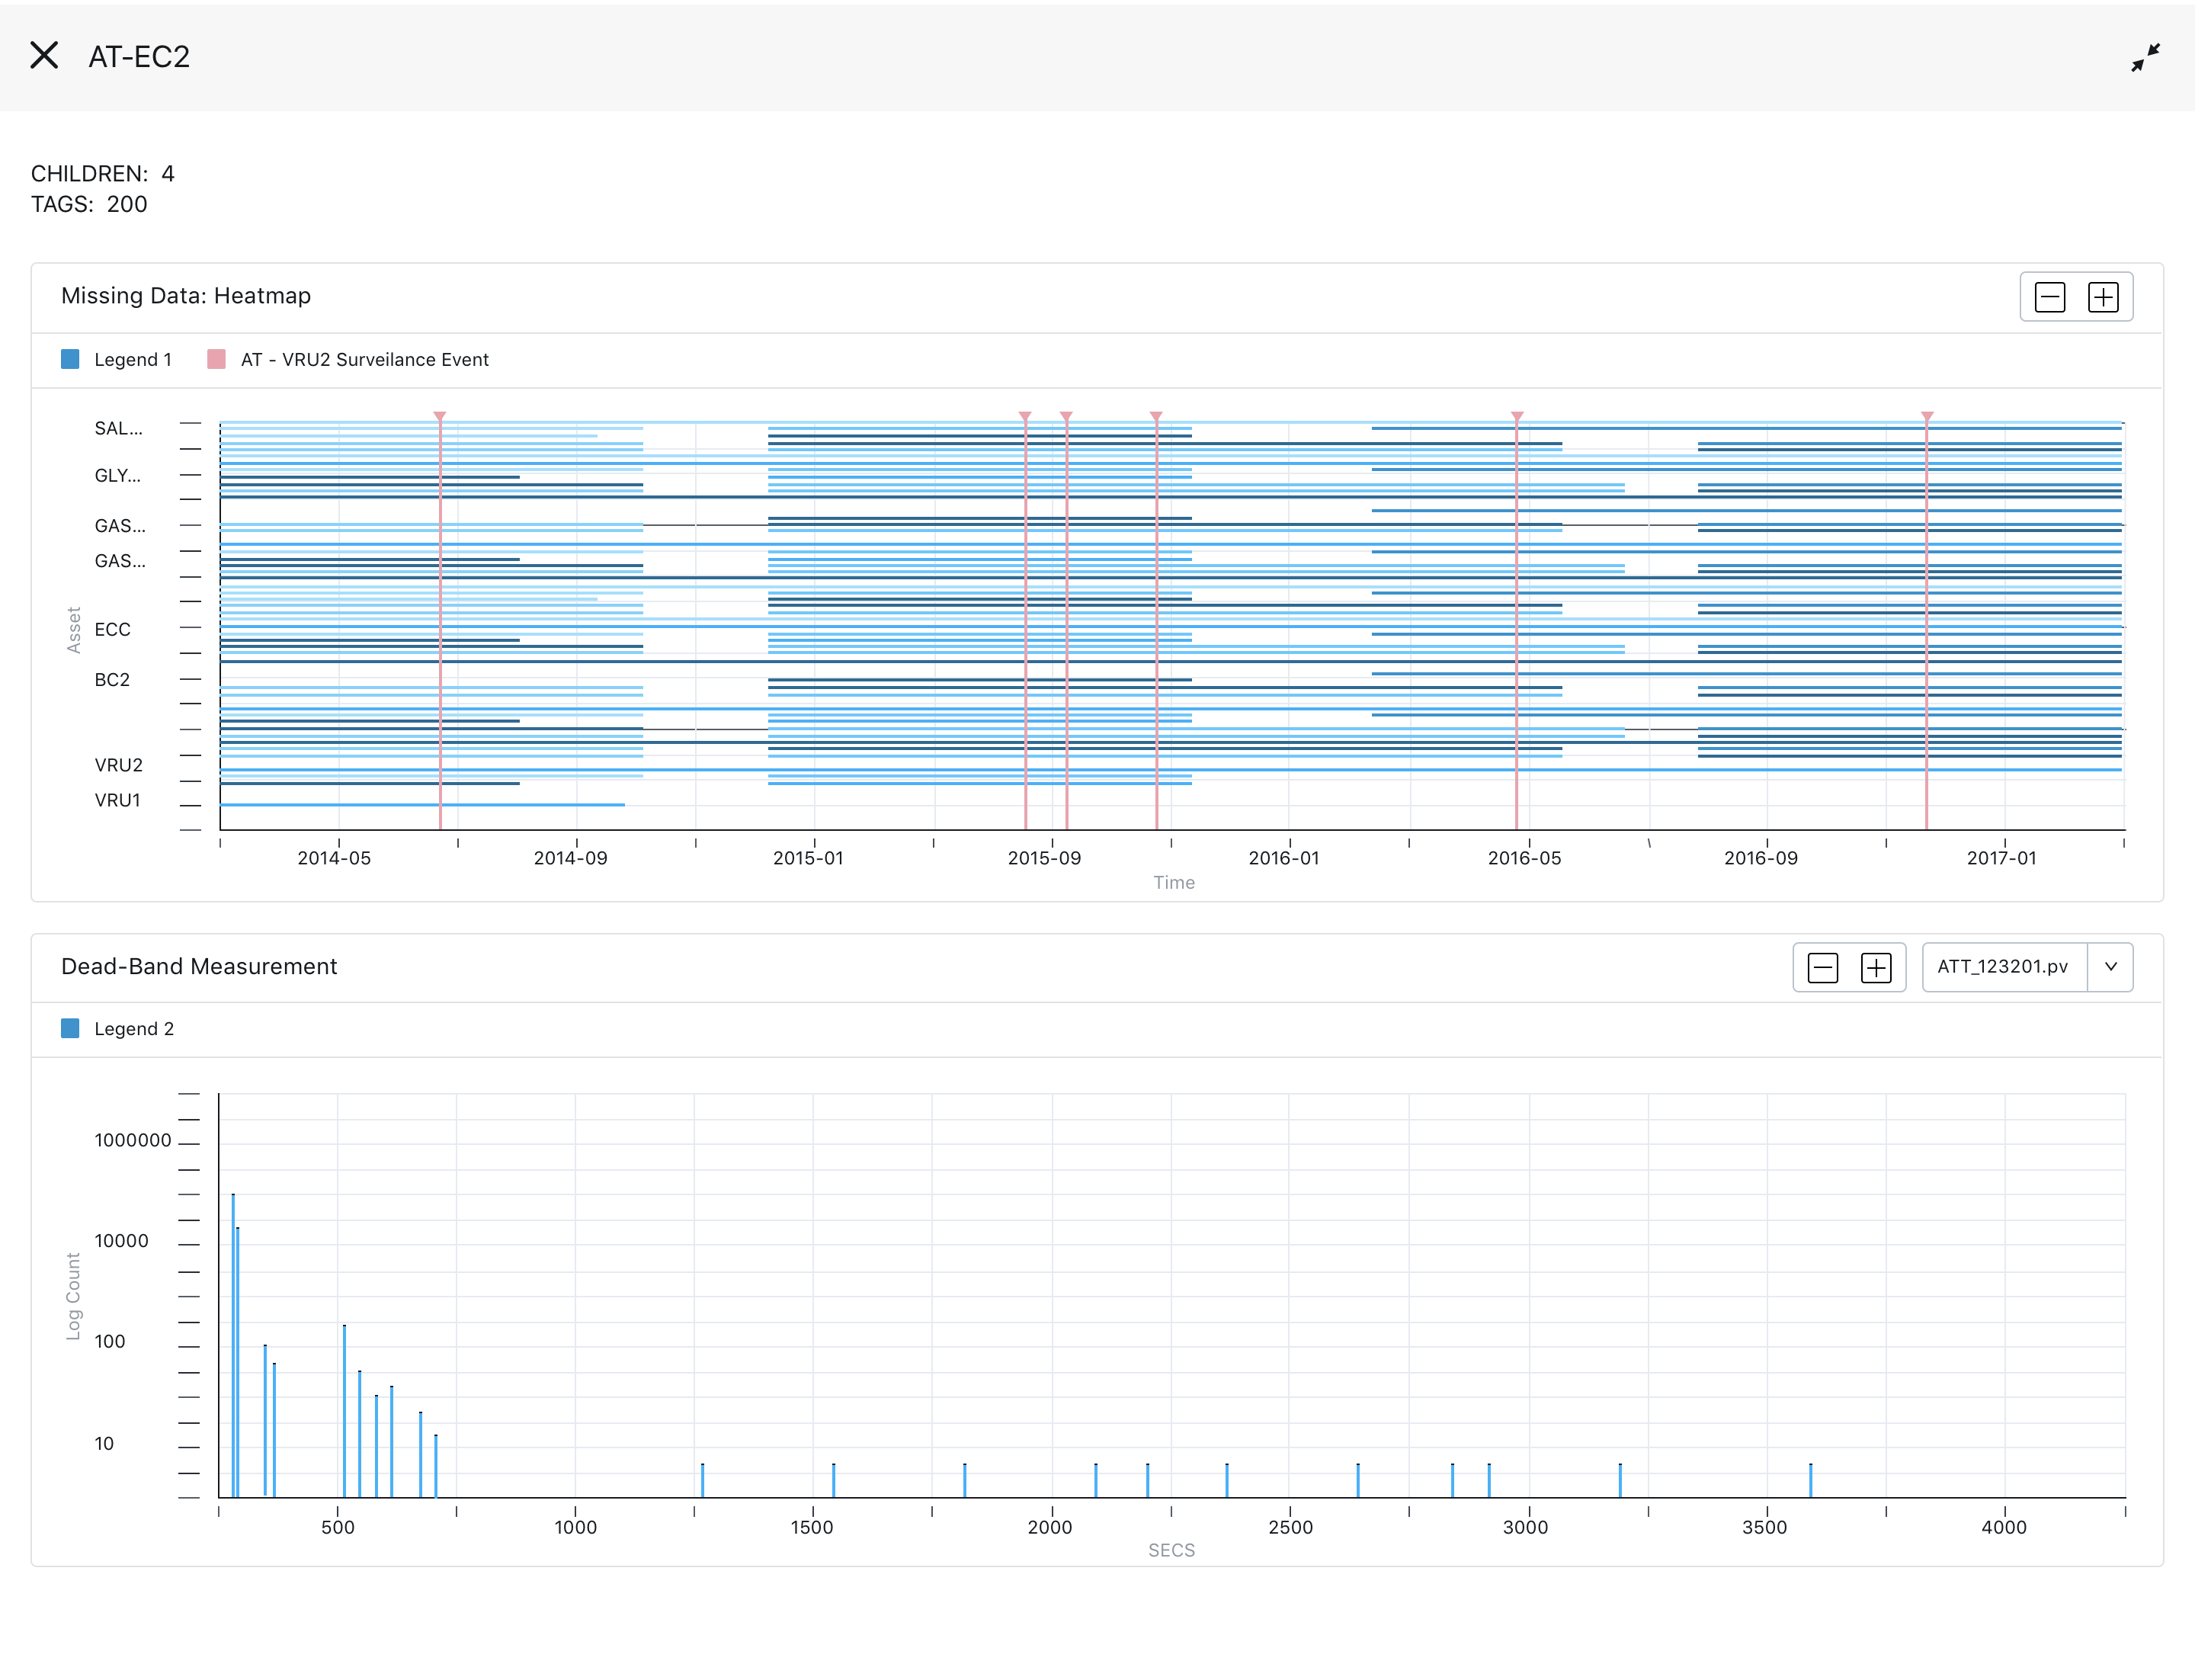 AT-EC2
CHILDREN: 4
TAGS: 200
Missing Data: Heatmap
Legend 1
AT - VRU2 Surveilance Event
Asset
SAL...
GLY...
GAS...
GAS...
ECC
BC2
VRU2
VRU1
2014-05 2014-09 2015-01 2015-09 2016-01 2016-05 2016-09 2017-01
Time
Dead-Band Measurement
ATT_123201.pv
Legend 2
Log Count
1000000
10000
100
10
500 1000 1500 2000 2500 3000 3500 4000
SECS